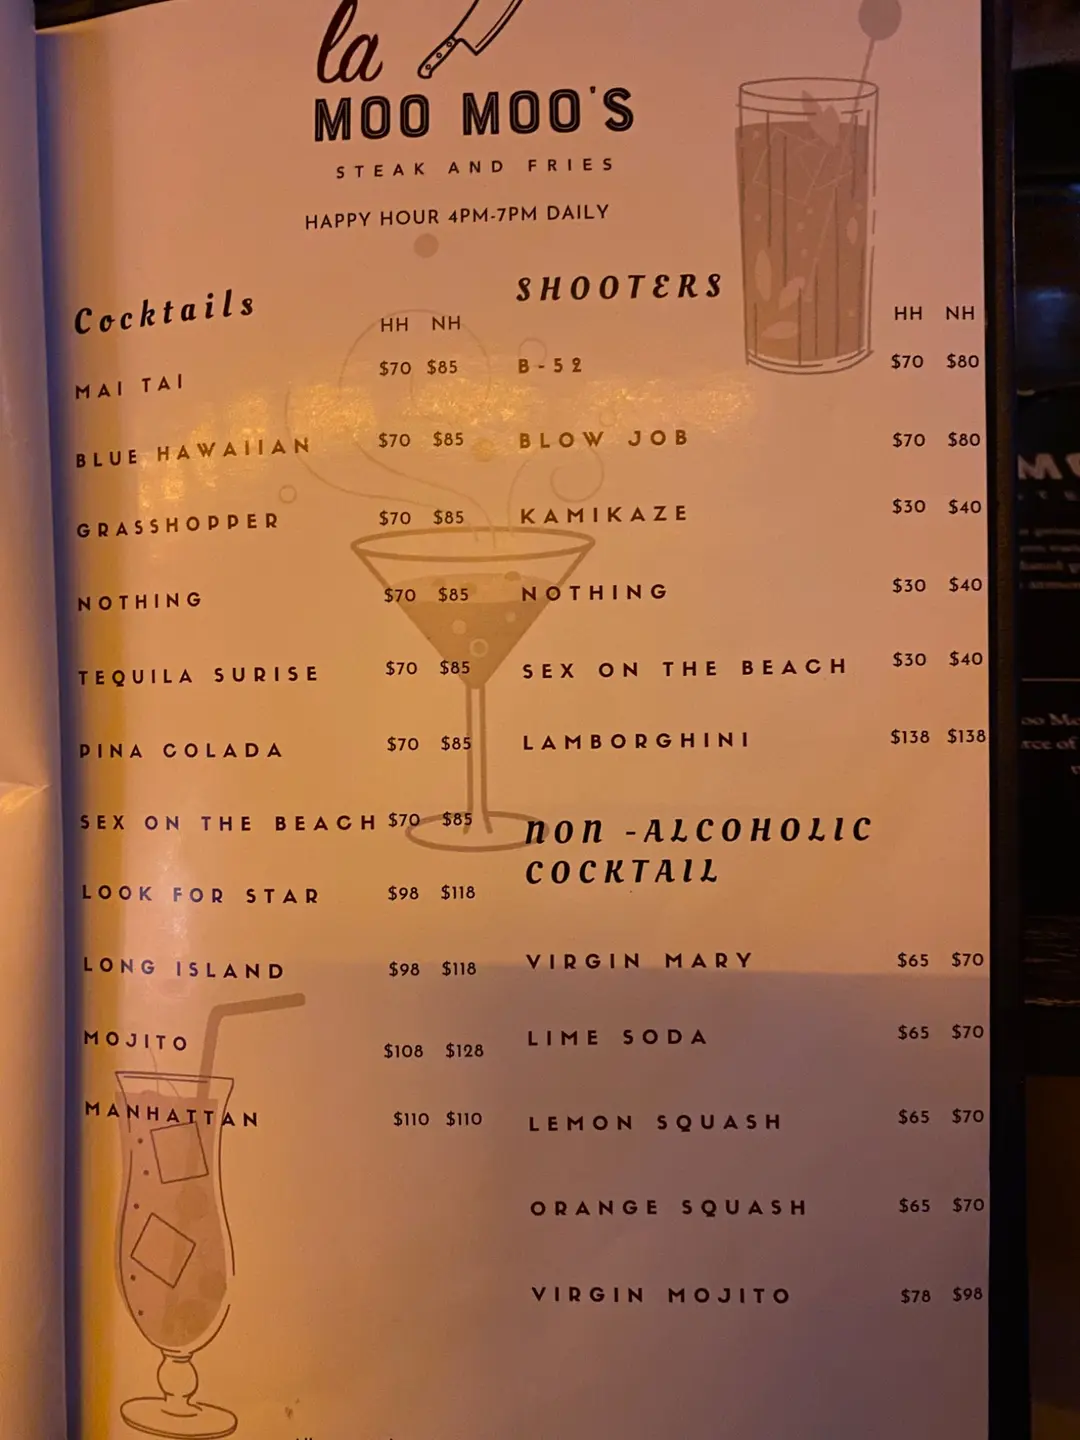 la
MOO MOO'S
STEAK AND FRIES
HAPPY HOUR 4PM-7PM DAILY
Cocktails
HH NH
MAI TAI $70 $85
BLUE HAWAIIAN $70 $85
GRASSHOPPER $70 $85
NOTHING $70 $85
TEQUILA SURISE $70 $85
PINA COLADA $70 $85
SEX ON THE BEACH $70 $85
LOOK FOR STAR $98 $118
LONG ISLAND $98 $118
MOJITO $108 $128
MANHATTAN $110 $110
SHOOTERS
HH NH
B-52 $70 $80
BLOW JOB $70 $80
KAMIKAZE $30 $40
NOTHING $30 $40
SEX ON THE BEACH $30 $40
LAMBORGHINI $138 $138
non -ALCOHOLIC
COCKTAIL
VIRGIN MARY $65 $70
LIME SODA $65 $70
LEMON SQUASH $65 $70
ORANGE SQUASH $65 $70
VIRGIN MOJITO $78 $98